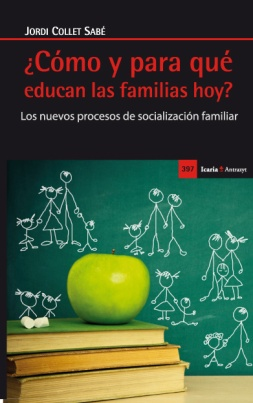 JORDI COLLET SABÉ
¿Cómo y para qué
educan las familias hoy?
Los nuevos procesos de socialización familiar
397 Icaria Antrazyt